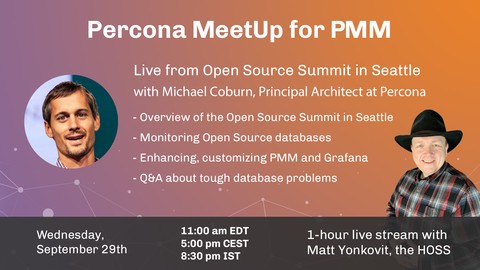 Percona MeetUp for PMM
Live from Open Source Summit in Seattle
with Michael Coburn, Principal Architect at Percona
- Overview of the Open Source Summit in Seattle
- Monitoring Open Source databases
- Enhancing, customizing PMM and Grafana
- Q&A about tough database problems
Wednesday,
September 29th
11:00 am EDT
5:00 pm CEST
8:30 pm IST
1-hour live stream with
Matt Yonkovit, the HOSS